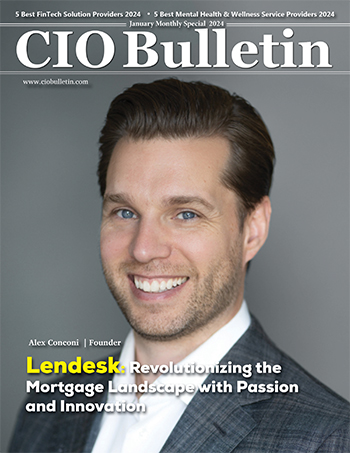 5 Best FinTech Solution Providers 2024 • 5 Best Mental Health & Wellness Service Providers 2024
January Monthly Special 2024
CIO Bulletin
www.ciobulletin.com
Alex Conconi | Founder
Lendesk: Revolutionizing the
Mortgage Landscape with Passion
and Innovation